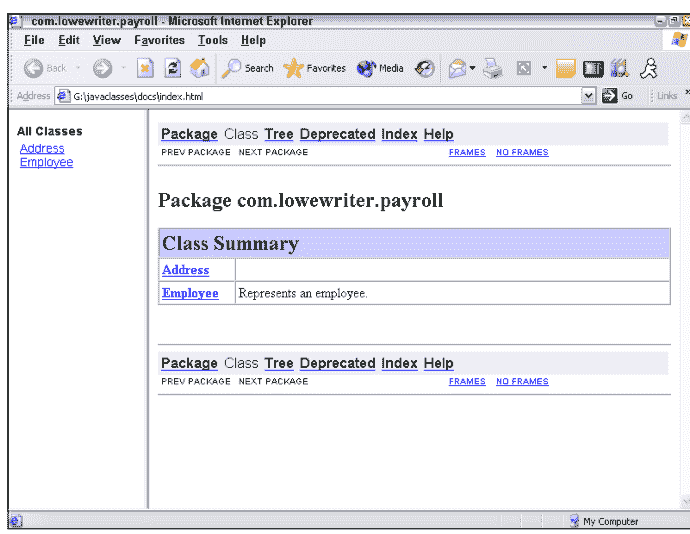 com.lowewriter.payroll - Microsoft Internet Explorer
File Edit View Favorites Tools Help
Back Search Favorites Media
Address G:\javaclasses\docs\index.html Go Links »
All Classes
Address
Employee
Package Class Tree Deprecated Index Help
PREV PACKAGE NEXT PACKAGE FRAMES NO FRAMES
Package com.lowewriter.payroll
Class Summary
Address
Employee Represents an employee.
Package Class Tree Deprecated Index Help
PREV PACKAGE NEXT PACKAGE FRAMES NO FRAMES
My Computer